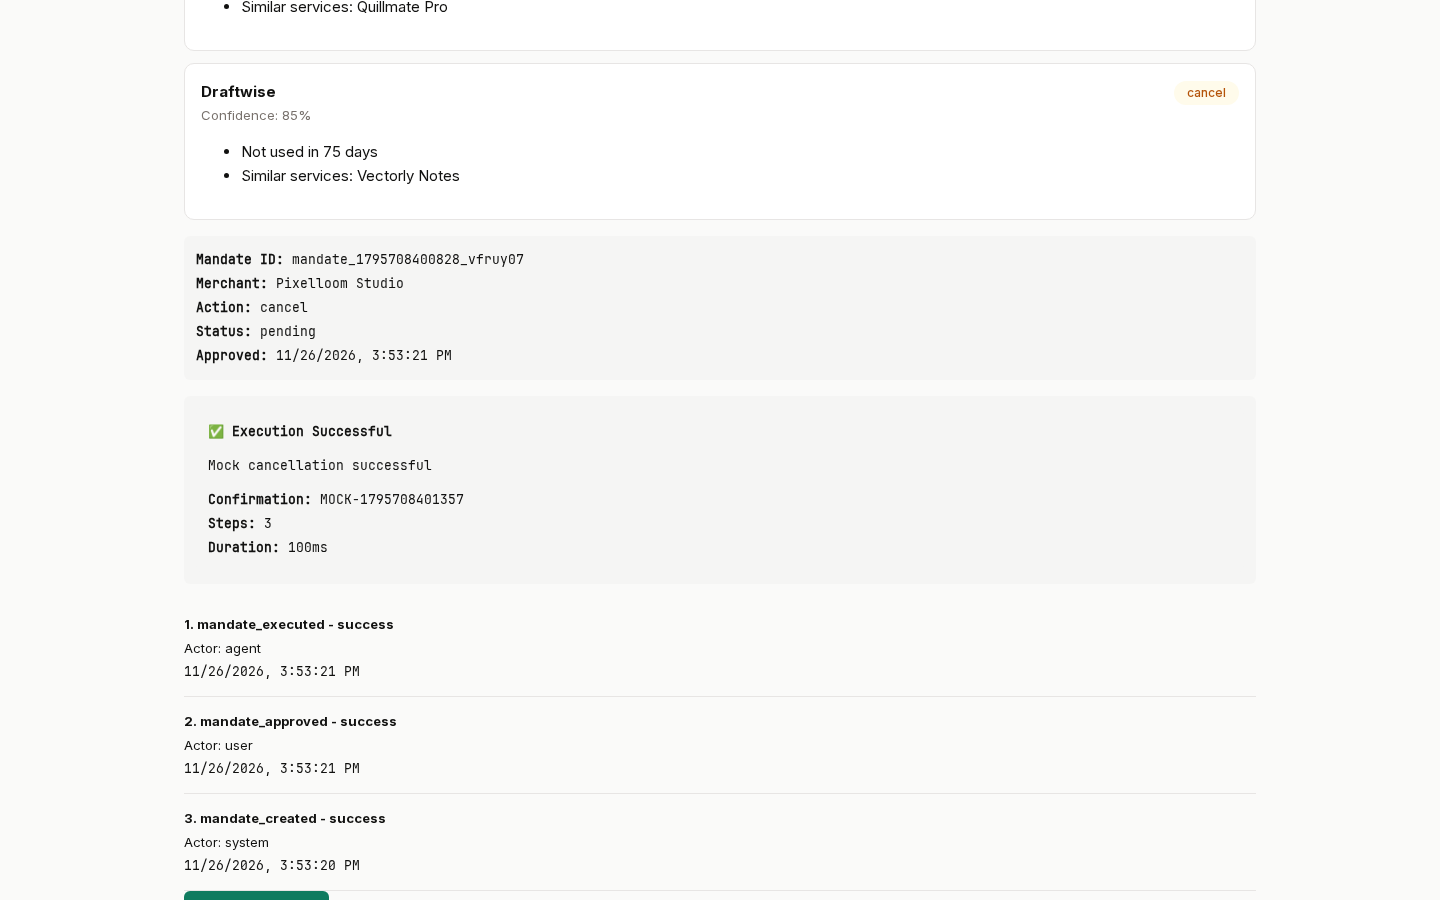 Similar services: Quillmate Pro
Draftwise
cancel
Confidence: 85%
Not used in 75 days
Similar services: Vectorly Notes
Mandate ID: mandate_1795708400828_vfruy07
Merchant: Pixelloom Studio
Action: cancel
Status: pending
Approved: 11/26/2026, 3:53:21 PM
✅ Execution Successful
Mock cancellation successful
Confirmation: MOCK-1795708401357
Steps: 3
Duration: 100ms
1. mandate_executed - success
Actor: agent
11/26/2026, 3:53:21 PM
2. mandate_approved - success
Actor: user
11/26/2026, 3:53:21 PM
3. mandate_created - success
Actor: system
11/26/2026, 3:53:20 PM